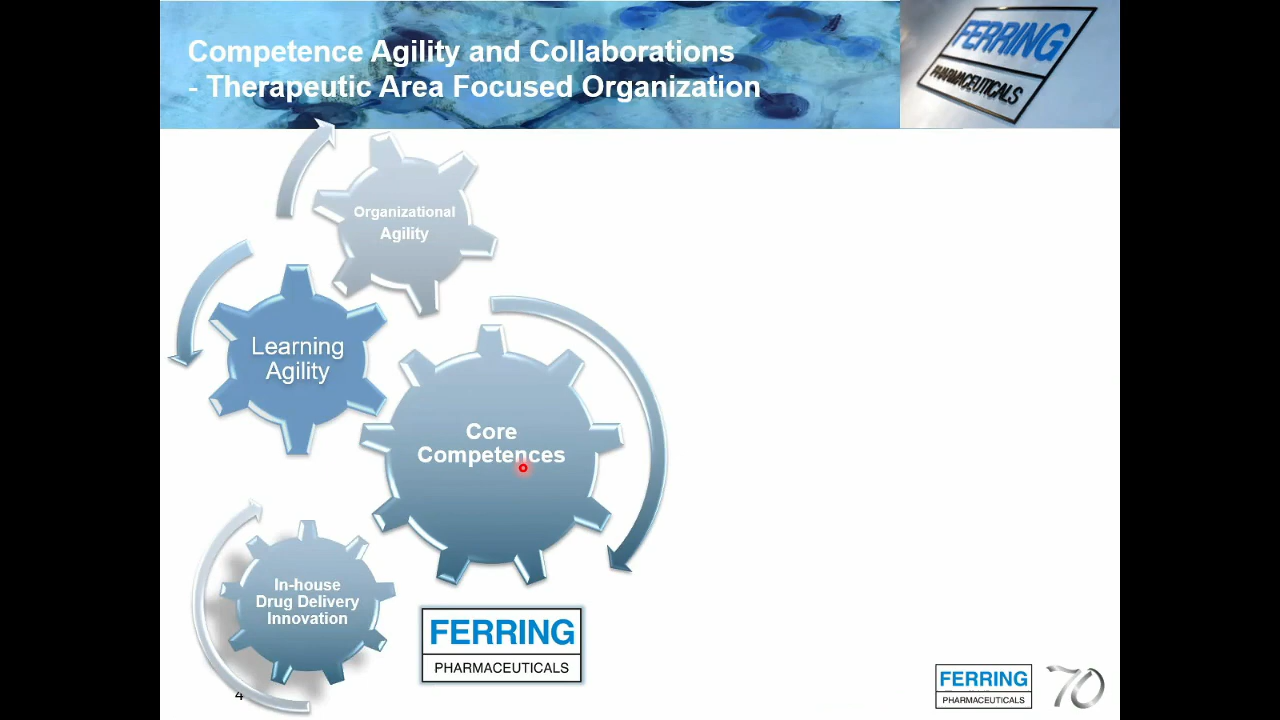 Competence Agility and Collaborations
- Therapeutic Area Focused Organization
FERRING
PHARMACEUTICALS
Organizational
Agility
Learning
Agility
Core
Competences
In-house
Drug Delivery
Innovation
FERRING
PHARMACEUTICALS
4
FERRING
PHARMACEUTICALS
70